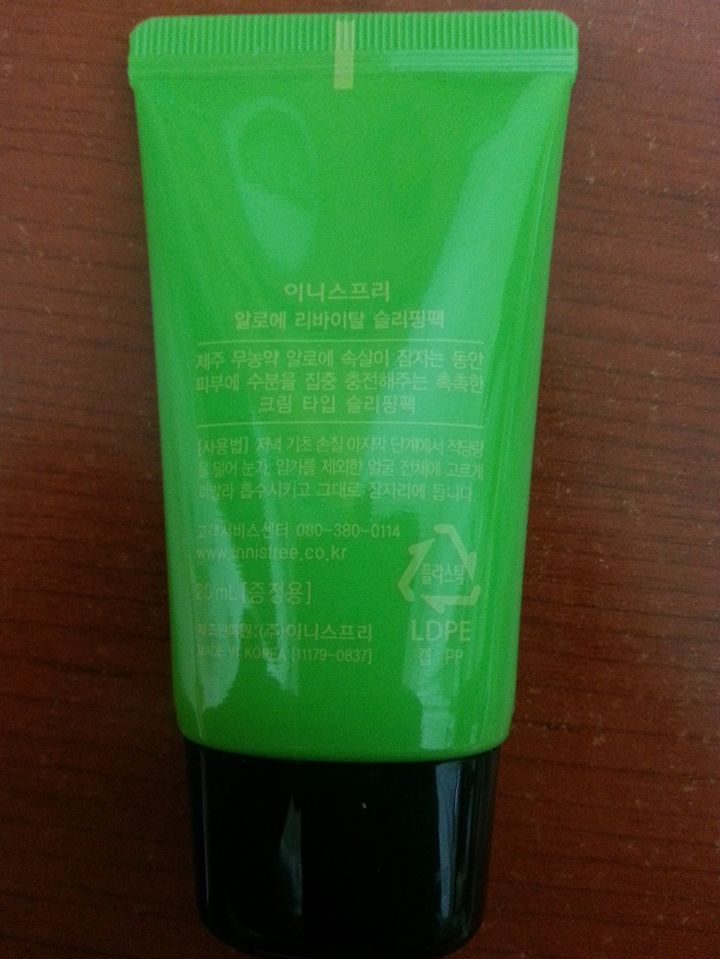 이니스프리
알로에 리바이탈 슬리핑팩
제주 무농약 알로에 속살이 잠자는 동안
피부에 수분을 집중 충전해주는 촉촉한
크림 타입 슬리핑팩
[사용법] 저녁 기초 손질 마지막 단계에서 적당량
을 덜어 눈가, 입가를 제외한 얼굴 전체에 고르게
펴발라 흡수시키고 그대로 잠자리에 듭니다.
고객서비스센터 080-380-0114
www.innisfree.co.kr
20 mL [증정용]
제조판매원:(주)이니스프리
MADE IN KOREA [11179-0837]
플라스틱
LDPE
캡 : PP